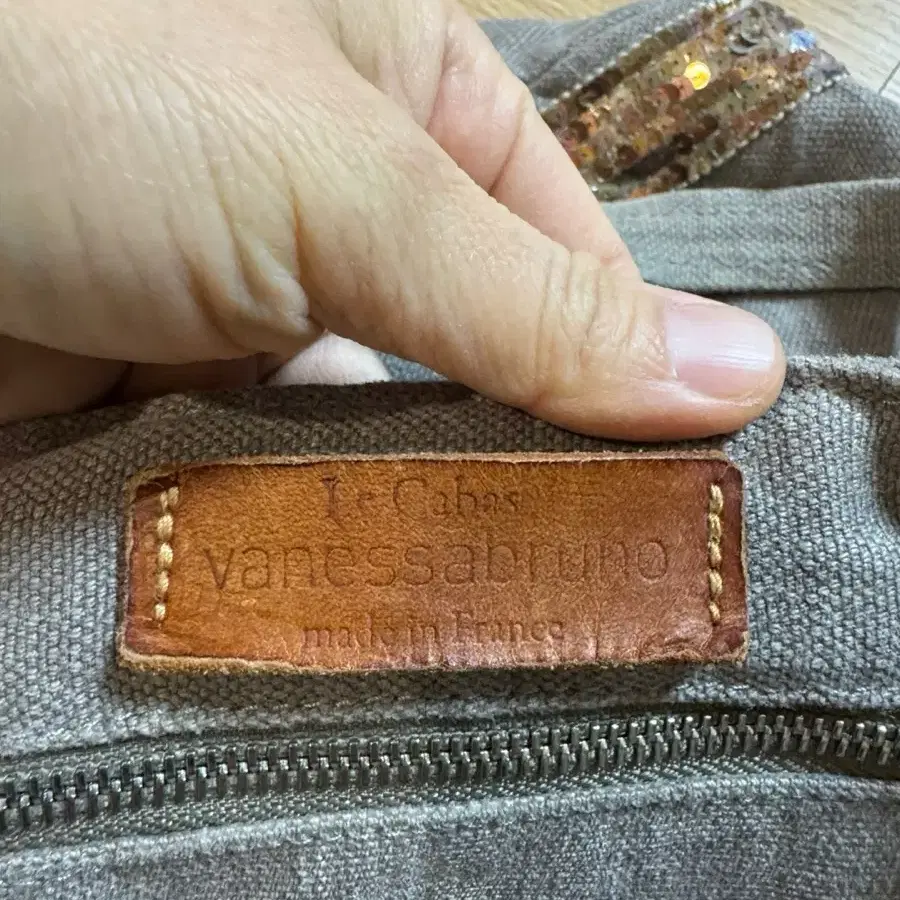 Le Cabas
vanessabruno
made in France